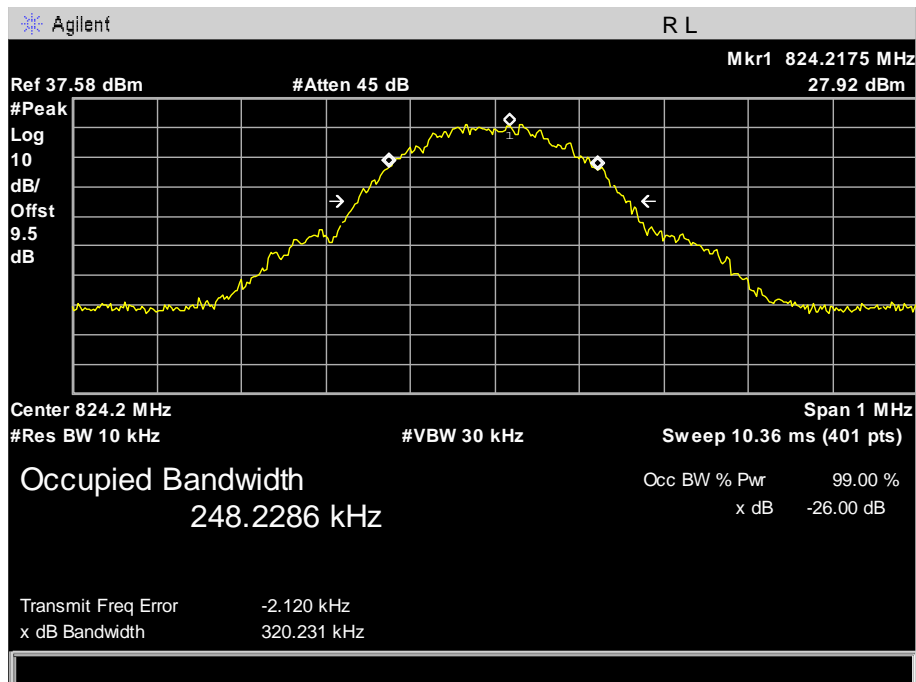 Agilent R L
Mkr1 824.2175 MHz
Ref 37.58 dBm #Atten 45 dB 27.92 dBm
#Peak
Log
10
dB/
Offst
9.5
dB
1
Center 824.2 MHz Span 1 MHz
#Res BW 10 kHz #VBW 30 kHz Sweep 10.36 ms (401 pts)
Occupied Bandwidth Occ BW % Pwr 99.00 %
248.2286 kHz x dB -26.00 dB
Transmit Freq Error -2.120 kHz
x dB Bandwidth 320.231 kHz